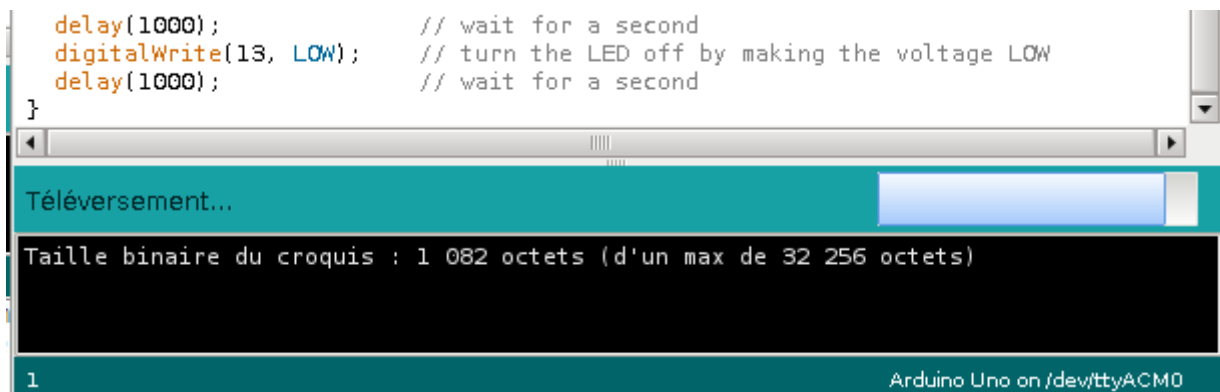 delay(1000);               // wait for a second
digitalWrite(13, LOW);    // turn the LED off by making the voltage LOW
delay(1000);               // wait for a second
}
Téléversement...
Taille binaire du croquis : 1 082 octets (d'un max de 32 256 octets)
1
Arduino Uno on /dev/ttyACM0